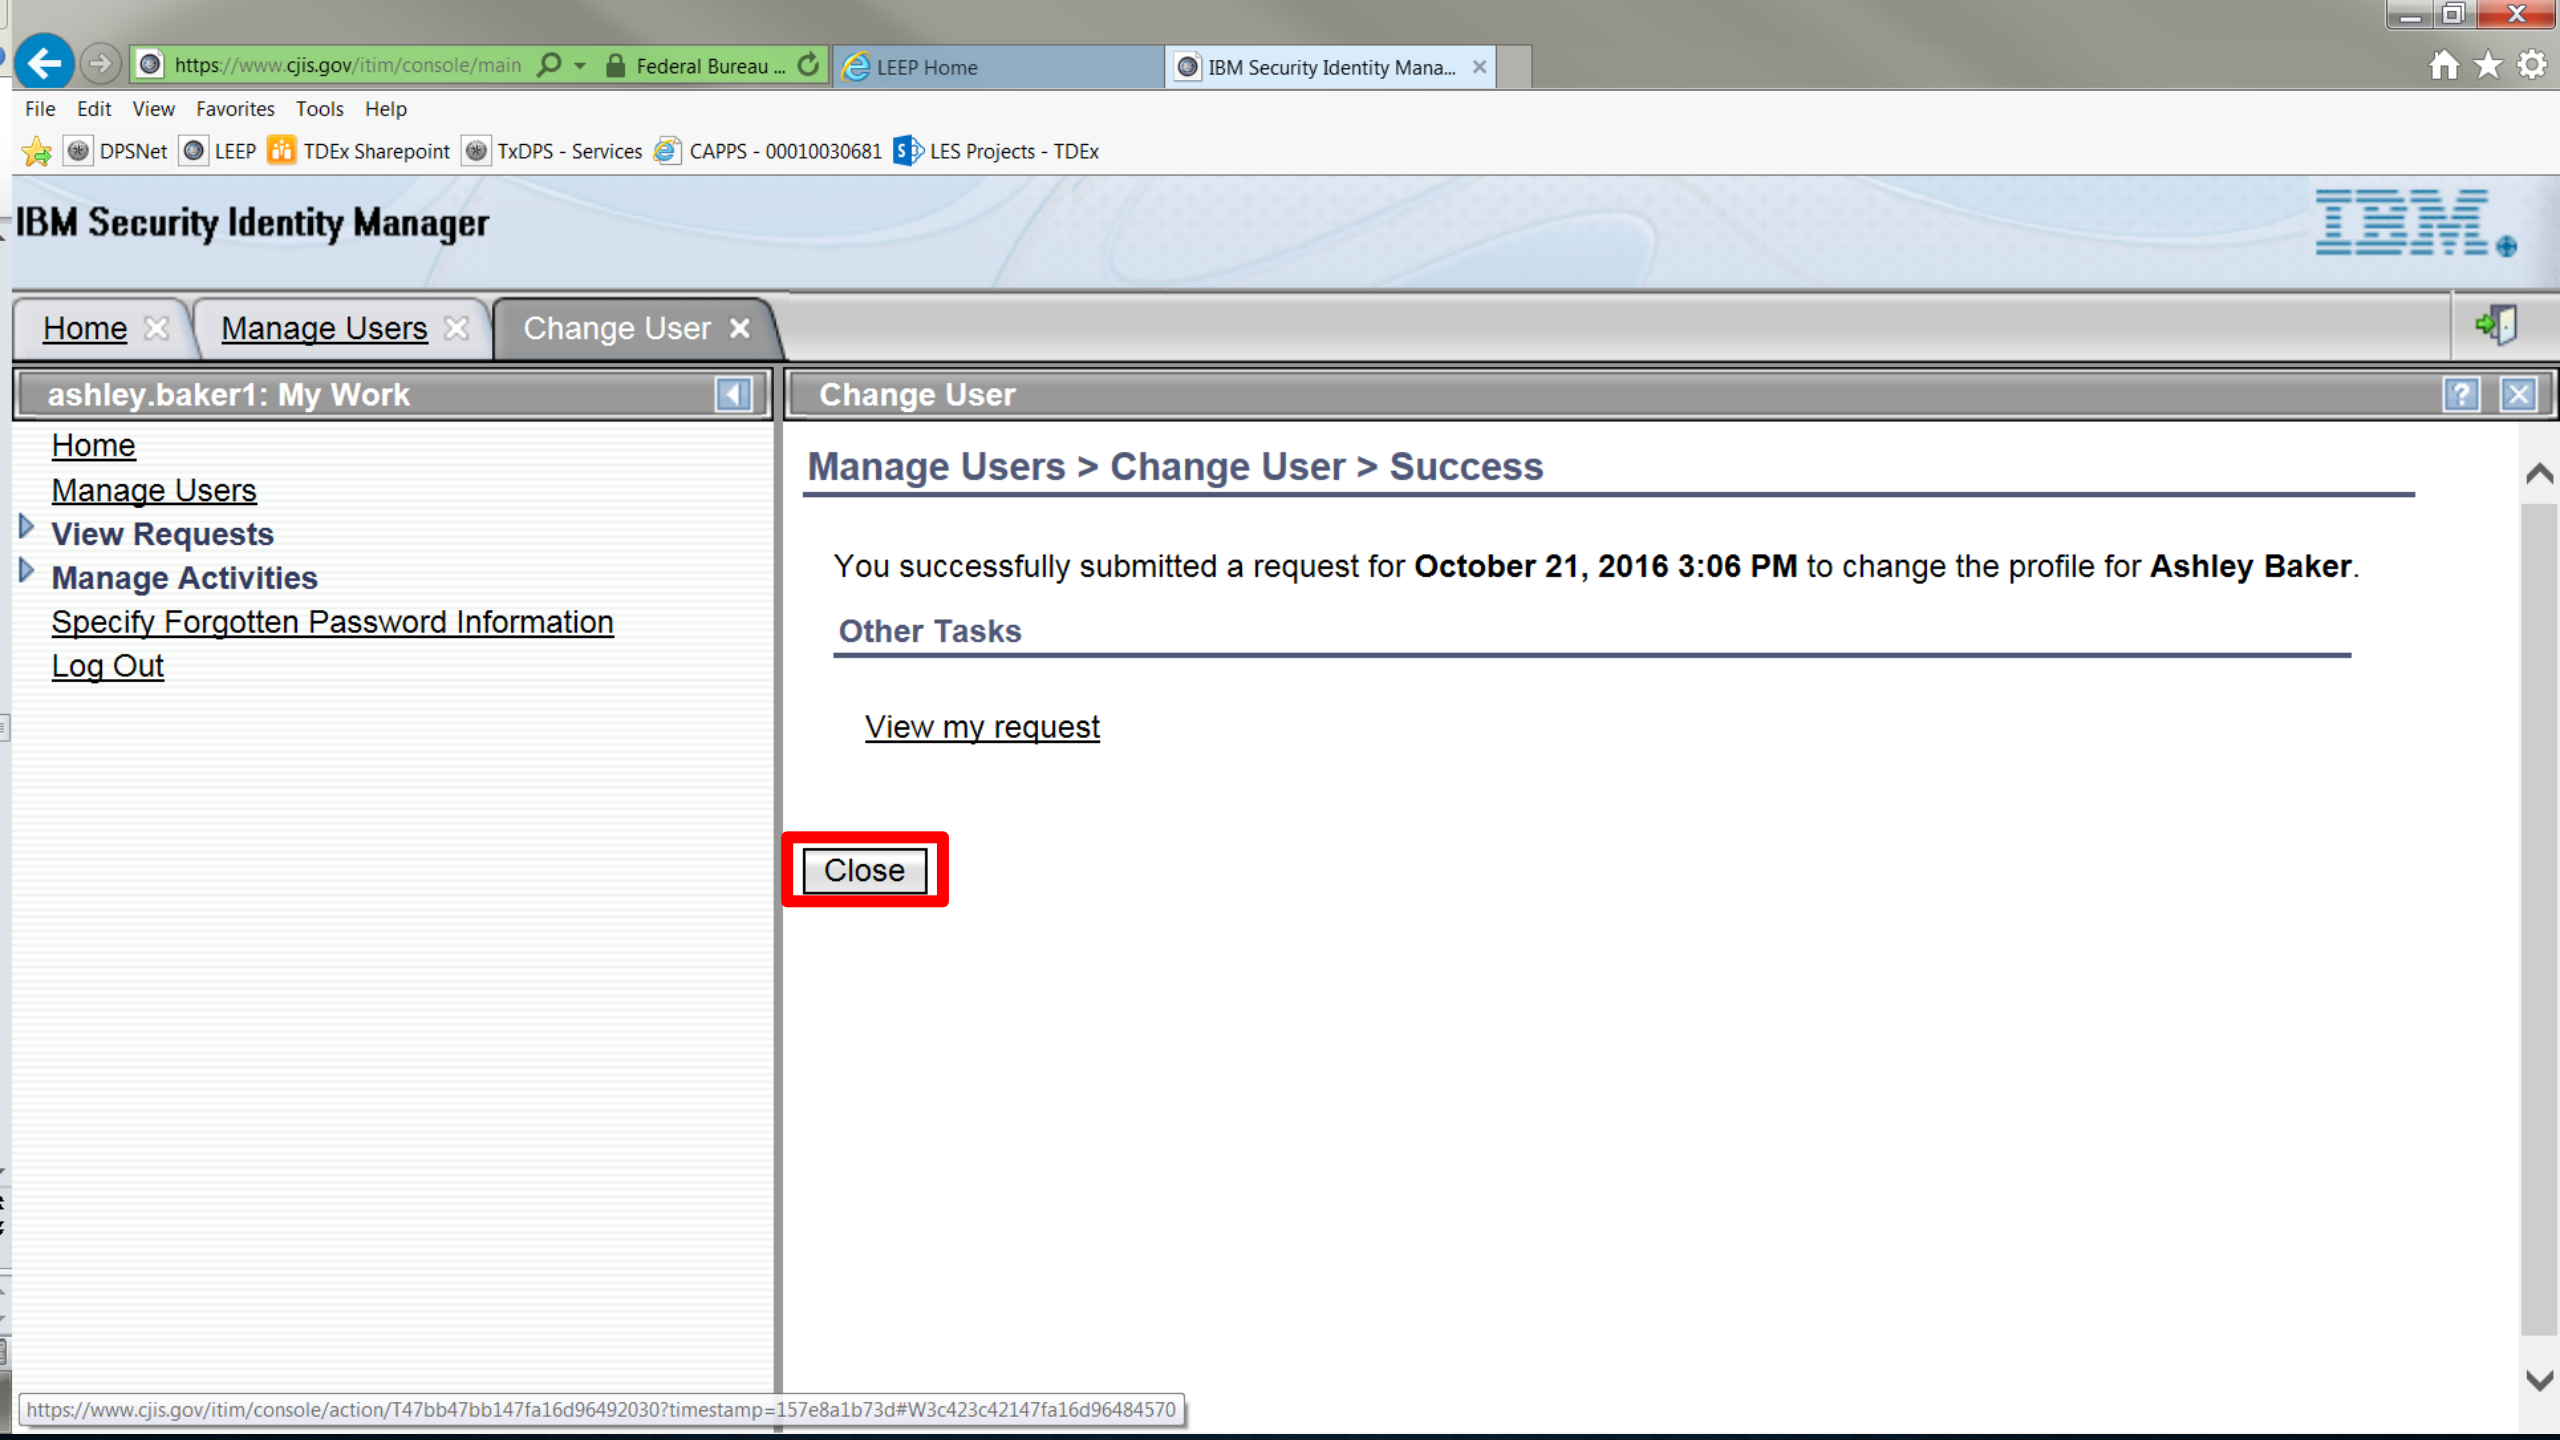 https://www.cjis.gov/itim/console/main
Federal Bureau ...
LEEP Home
IBM Security Identity Mana...
File Edit View Favorites Tools Help
DPSNet LEEP TDEx Sharepoint TxDPS - Services CAPPS - 00010030681 LES Projects - TDEx
IBM Security Identity Manager
IBM
Home
Manage Users
Change User
ashley.baker1: My Work
Home
Manage Users
View Requests
Manage Activities
Specify Forgotten Password Information
Log Out
Change User
Manage Users > Change User > Success
You successfully submitted a request for October 21, 2016 3:06 PM to change the profile for Ashley Baker.
Other Tasks
View my request
Close
https://www.cjis.gov/itim/console/action/T47bb47bb147fa16d96492030?timestamp=157e8a1b73d#W3c423c42147fa16d96484570